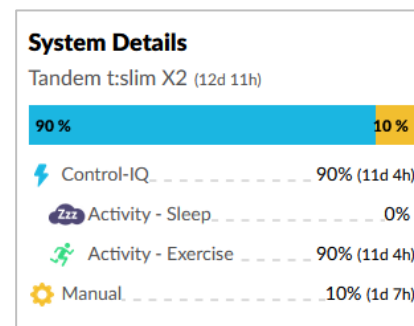 System Details
Tandem t:slim X2 (12d 11h)
90 % 10 %
Control-IQ 90% (11d 4h)
Zzz Activity - Sleep 0%
Activity - Exercise 90% (11d 4h)
Manual 10% (1d 7h)